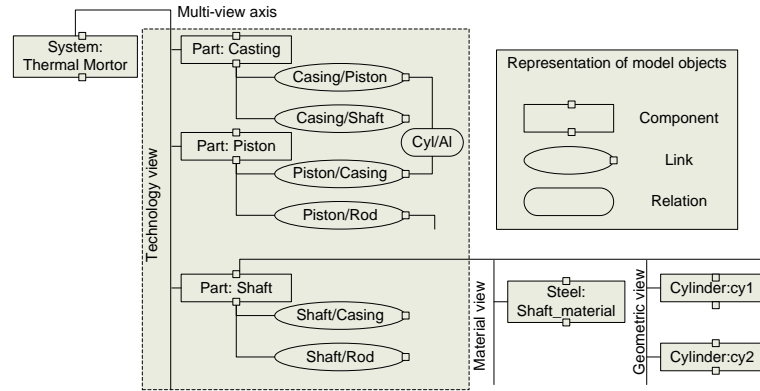 Multi-view axis
System:
Thermal Mortor
Part: Casting
Casing/Piston
Casing/Shaft
Cyl/Al
Part: Piston
Piston/Casing
Piston/Rod
Technology view
Part: Shaft
Shaft/Casing
Shaft/Rod
Representation of model objects
Component
Link
Relation
Material view
Steel:
Shaft_material
Geometric view
Cylinder:cy1
Cylinder:cy2